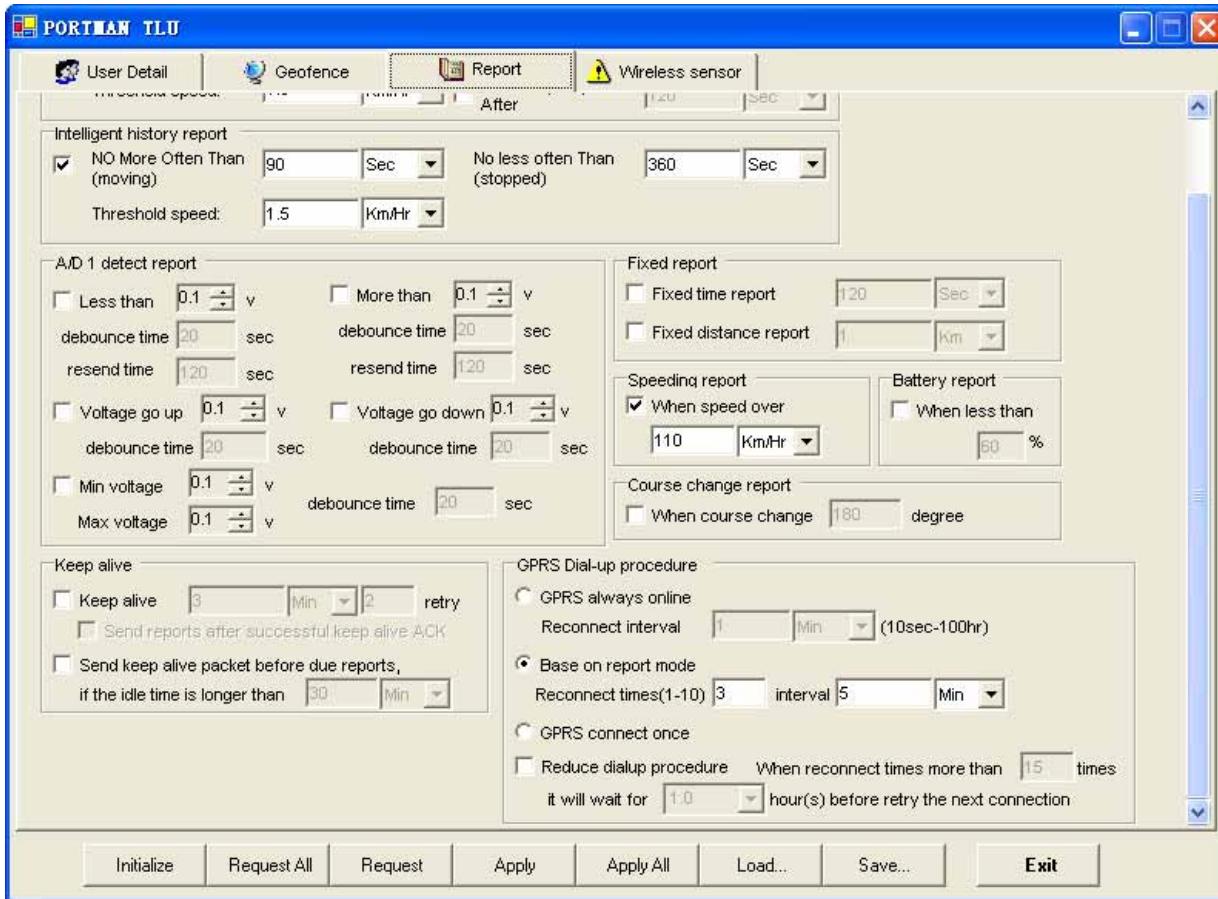 PORTMAN TLU
User Detail
Geofence
Report
Wireless sensor
Threshold speed:
Km/Hr
After
120
Sec
Intelligent history report
NO More Often Than
(moving)
90
Sec
No less often Than
(stopped)
360
Sec
Threshold speed:
1.5
Km/Hr
A/D 1 detect report
Less than
0.1
v
More than
0.1
v
debounce time
20
sec
debounce time
20
sec
resend time
120
sec
resend time
120
sec
Voltage go up
0.1
v
Voltage go down
0.1
v
debounce time
20
sec
debounce time
20
sec
Min voltage
0.1
v
Max voltage
0.1
v
debounce time
20
sec
Fixed report
Fixed time report
120
Sec
Fixed distance report
1
Km
Speeding report
When speed over
110
Km/Hr
Battery report
When less than
60
%
Course change report
When course change
180
degree
Keep alive
Keep alive
3
Min
2
retry
Send reports after successful keep alive ACK
Send keep alive packet before due reports,
if the idle time is longer than
30
Min
GPRS Dial-up procedure
GPRS always online
Reconnect interval
1
Min
(10sec-100hr)
Base on report mode
Reconnect times(1-10)
3
interval
5
Min
GPRS connect once
Reduce dialup procedure
When reconnect times more than
15
times
it will wait for
1.0
hour(s) before retry the next connection
Initialize
Request All
Request
Apply
Apply All
Load...
Save...
Exit